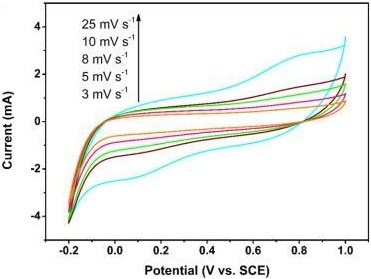 25 mV s⁻¹
10 mV s⁻¹
8 mV s⁻¹
5 mV s⁻¹
3 mV s⁻¹
Current (mA)
4
2
0
-2
-4
-0.2 0.0 0.2 0.4 0.6 0.8 1.0
Potential (V vs. SCE)